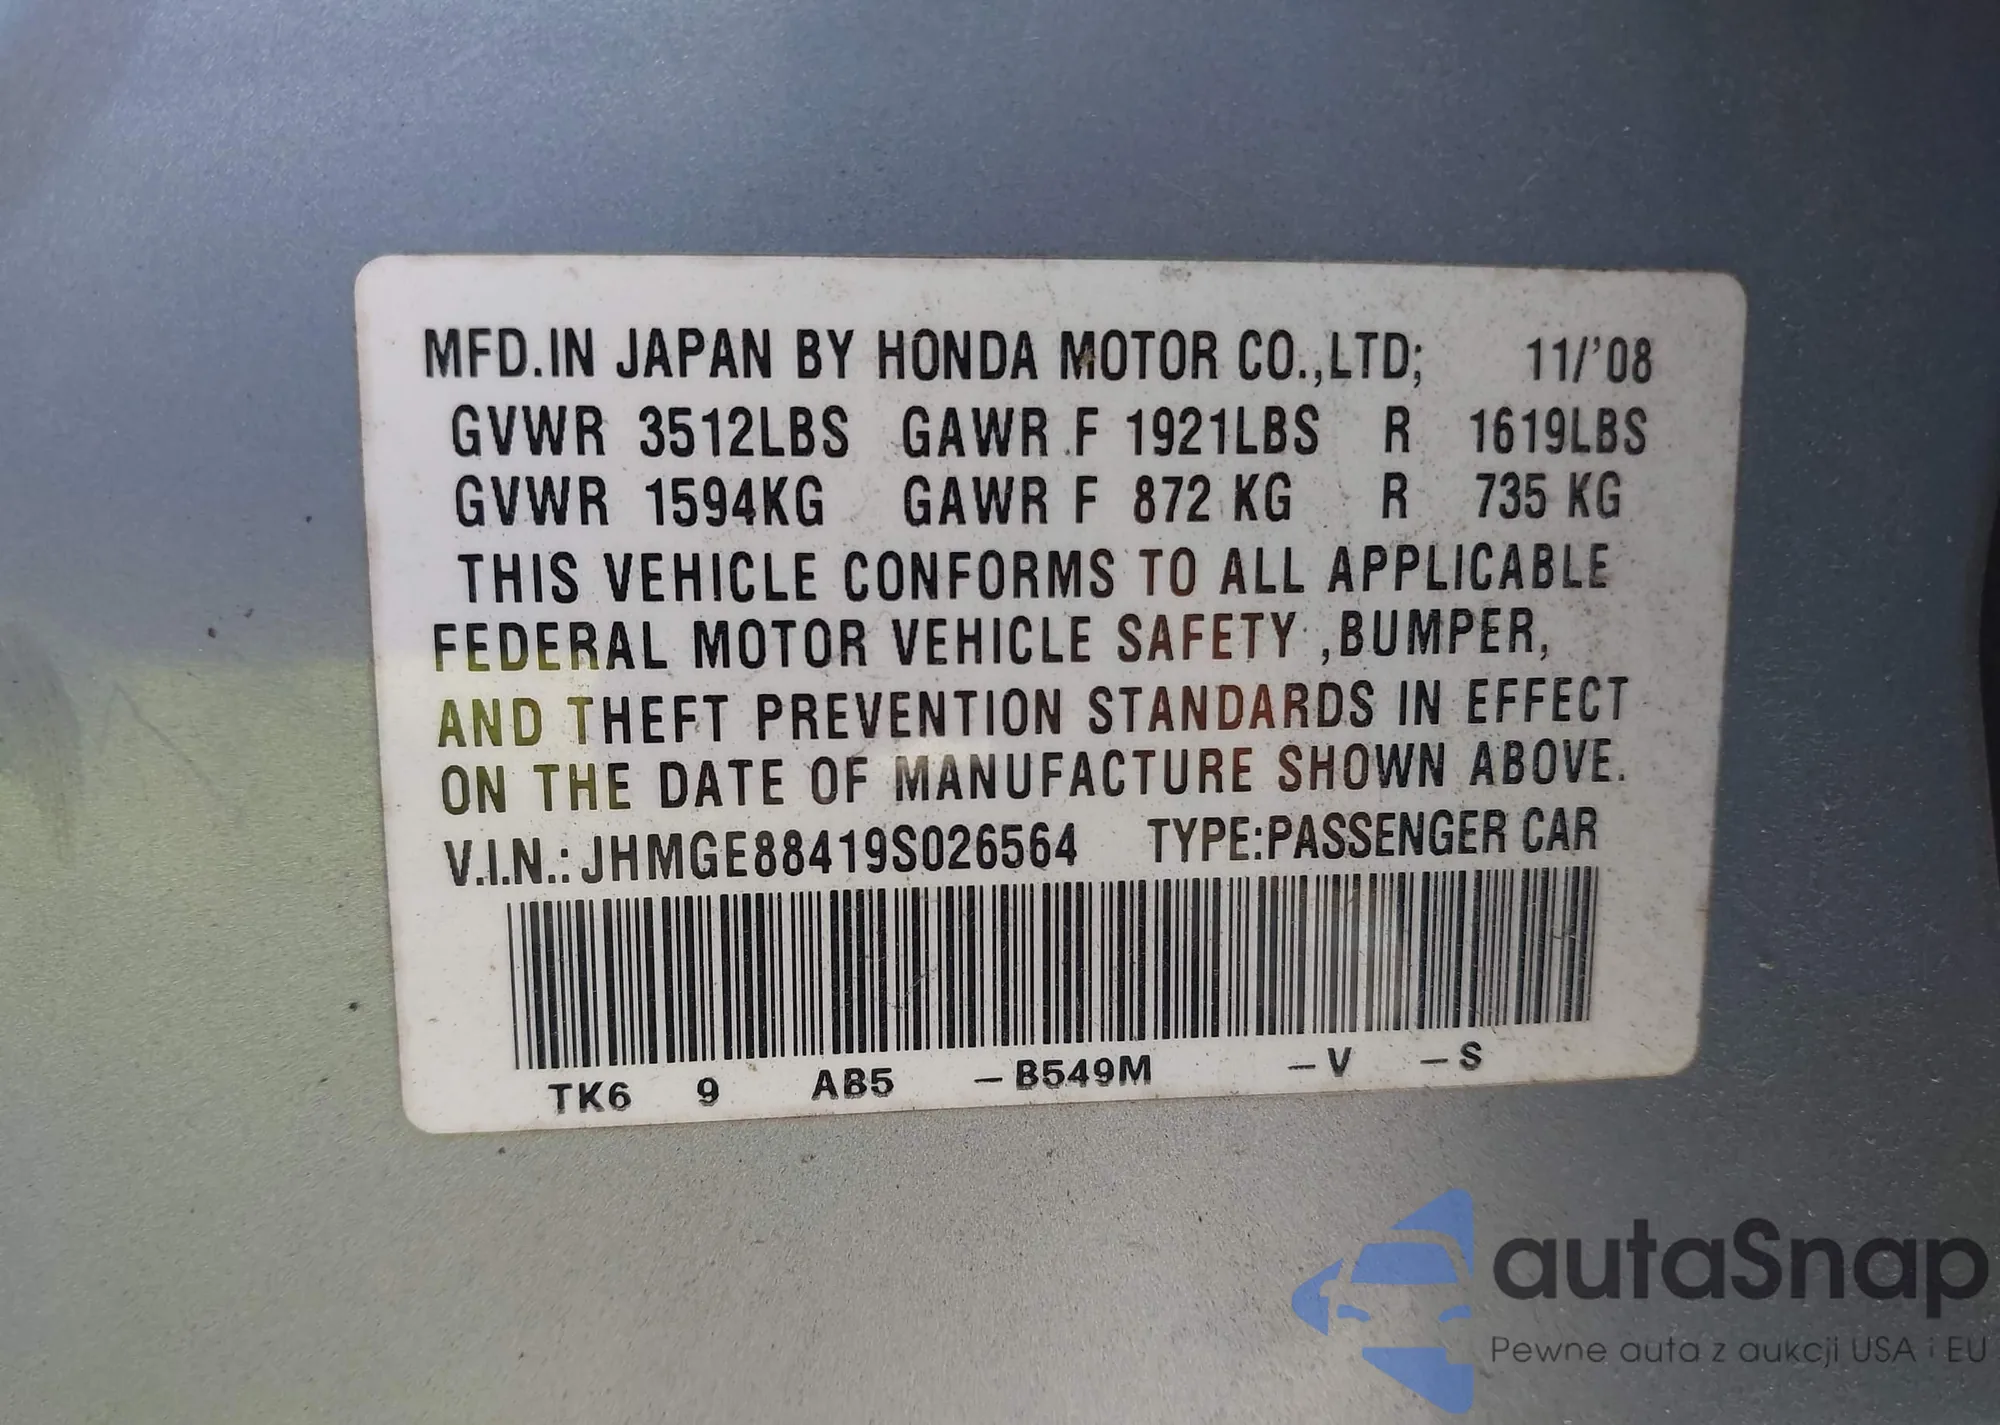 MFD.IN JAPAN BY HONDA MOTOR CO.,LTD; 11/'08
GVWR 3512LBS GAWR F 1921LBS R 1619LBS
GVWR 1594KG GAWR F 872 KG R 735 KG
THIS VEHICLE CONFORMS TO ALL APPLICABLE
FEDERAL MOTOR VEHICLE SAFETY ,BUMPER,
AND THEFT PREVENTION STANDARDS IN EFFECT
ON THE DATE OF MANUFACTURE SHOWN ABOVE.
V.I.N.: JHMGE88419S026564 TYPE:PASSENGER CAR
TK6 9 AB5 -B549M -V -S
autaSnap
Pewne auta z aukcji USA i EU